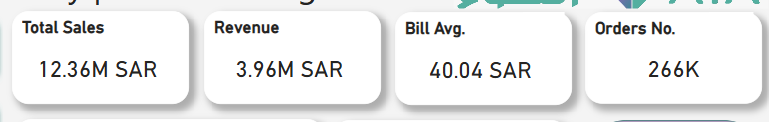 Total Sales
12.36M SAR
Revenue
3.96M SAR
Bill Avg.
40.04 SAR
Orders No.
266K